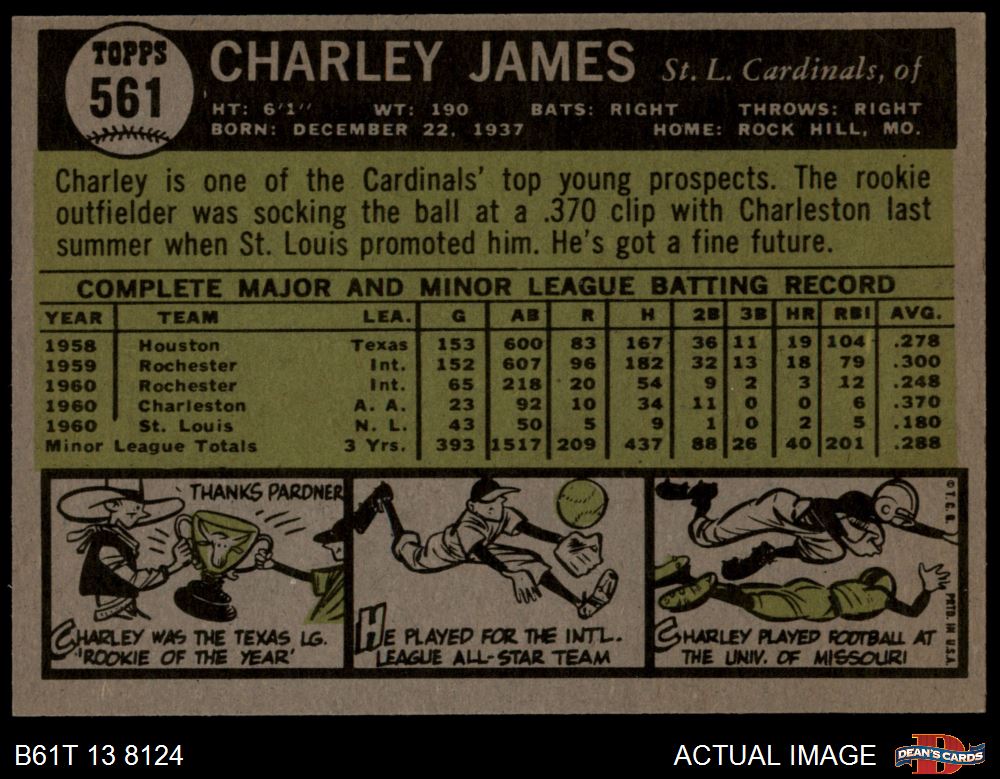 TOPPS
561
CHARLEY JAMES St. L. Cardinals, of
HT: 6'1" WT: 190 BATS: RIGHT THROWS: RIGHT
BORN: DECEMBER 22, 1937 HOME: ROCK HILL, MO.
Charley is one of the Cardinals' top young prospects. The rookie
outfielder was socking the ball at a .370 clip with Charleston last
summer when St. Louis promoted him. He's got a fine future.
COMPLETE MAJOR AND MINOR LEAGUE BATTING RECORD
YEAR TEAM LEA. G AB R H 2B 3B HR RBI AVG.
1958 Houston Texas 153 600 83 167 36 11 19 104 .278
1959 Rochester Int. 152 607 96 182 32 13 18 79 .300
1960 Rochester Int. 65 218 20 54 9 2 3 12 .248
1960 Charleston A. A. 23 92 10 34 11 0 0 6 .370
1960 St. Louis N. L. 43 50 5 9 1 0 2 5 .180
Minor League Totals 3 Yrs. 393 1517 209 437 88 26 40 201 .288
THANKS PARDNER
CHARLEY WAS THE TEXAS LG.
'ROOKIE OF THE YEAR'
HE PLAYED FOR THE INTL.
LEAGUE ALL-STAR TEAM
CHARLEY PLAYED FOOTBALL AT
THE UNIV. OF MISSOURI
© T. C. G.
PRTD. IN U.S.A.
B61T 13 8124
ACTUAL IMAGE
DEAN'S CARDS